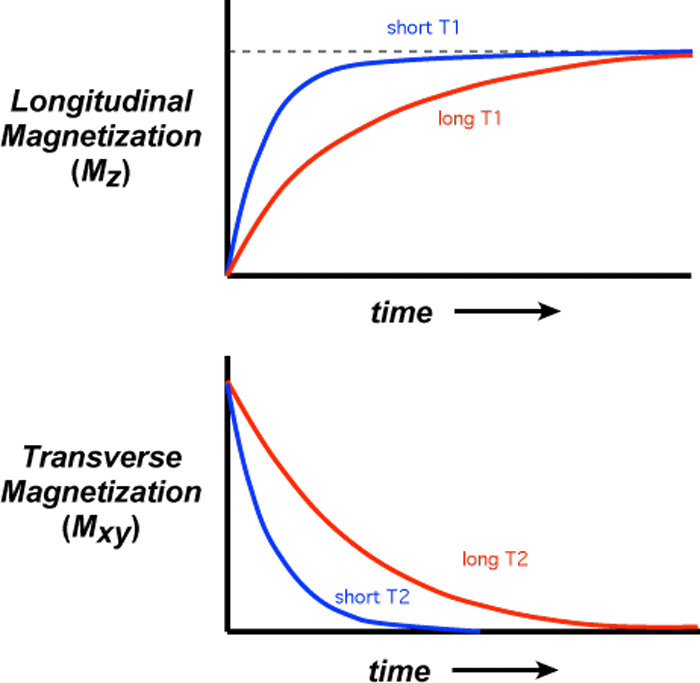 short T1
Longitudinal
Magnetization
(Mz)
long T1
time
Transverse
Magnetization
(Mxy)
long T2
short T2
time